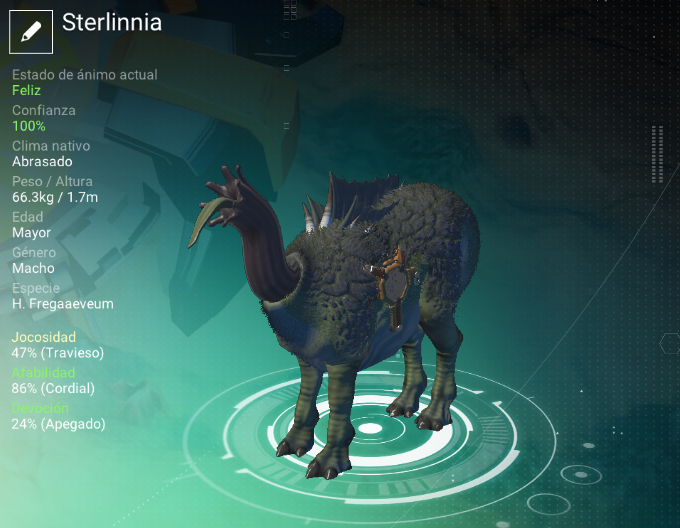 Sterlinnia
Estado de ánimo actual
Feliz
Confianza
100%
Clima nativo
Abrasado
Peso / Altura
66.3kg / 1.7m
Edad
Mayor
Género
Macho
Especie
H. Fregaaeveum
Jocosidad
47% (Travieso)
Afabilidad
86% (Cordial)
Devoción
24% (Apegado)